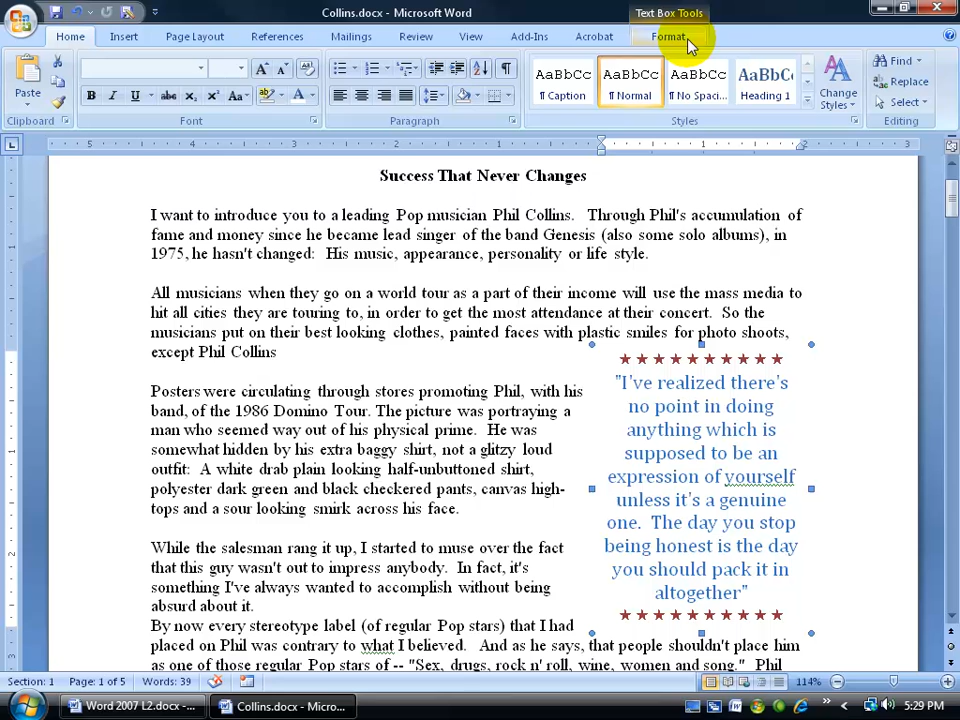 Collins.docx - Microsoft Word
Text Box Tools
Home Insert Page Layout References Mailings Review View Add-Ins Acrobat Format
Paste
B I U abc x₂ x² Aa
AaBbCc AaBbCc AaBbCc AaBbC
¶ Caption ¶ Normal ¶ No Spaci... Heading 1
Change Styles
Find
Replace
Select
Clipboard Font Paragraph Styles Editing
5 4 3 2 1 1 2 3
Success That Never Changes
I want to introduce you to a leading Pop musician Phil Collins. Through Phil's accumulation of
fame and money since he became lead singer of the band Genesis (also some solo albums), in
1975, he hasn't changed: His music, appearance, personality or life style.
All musicians when they go on a world tour as a part of their income will use the mass media to
hit all cities they are touring to, in order to get the most attendance at their concert. So the
musicians put on their best looking clothes, painted faces with plastic smiles for photo shoots,
except Phil Collins
Posters were circulating through stores promoting Phil, with his
band, of the 1986 Domino Tour. The picture was portraying a
man who seemed way out of his physical prime. He was
somewhat hidden by his extra baggy shirt, not a glitzy loud
outfit: A white drab plain looking half-unbuttoned shirt,
polyester dark green and black checkered pants, canvas high-
tops and a sour looking smirk across his face.
While the salesman rang it up, I started to muse over the fact
that this guy wasn't out to impress anybody. In fact, it's
something I've always wanted to accomplish without being
absurd about it.
By now every stereotype label (of regular Pop stars) that I had
placed on Phil was contrary to what I believed. And as he says, that people shouldn't place him
as one of those regular Pop stars of -- "Sex, drugs, rock n' roll, wine, women and song." Phil
"I've realized there's
no point in doing
anything which is
supposed to be an
expression of yourself
unless it's a genuine
one. The day you stop
being honest is the day
you should pack it in
altogether"
Section: 1 Page: 1 of 5 Words: 39 114%
Word 2007 L2.docx -... Collins.docx - Micro... 5:29 PM